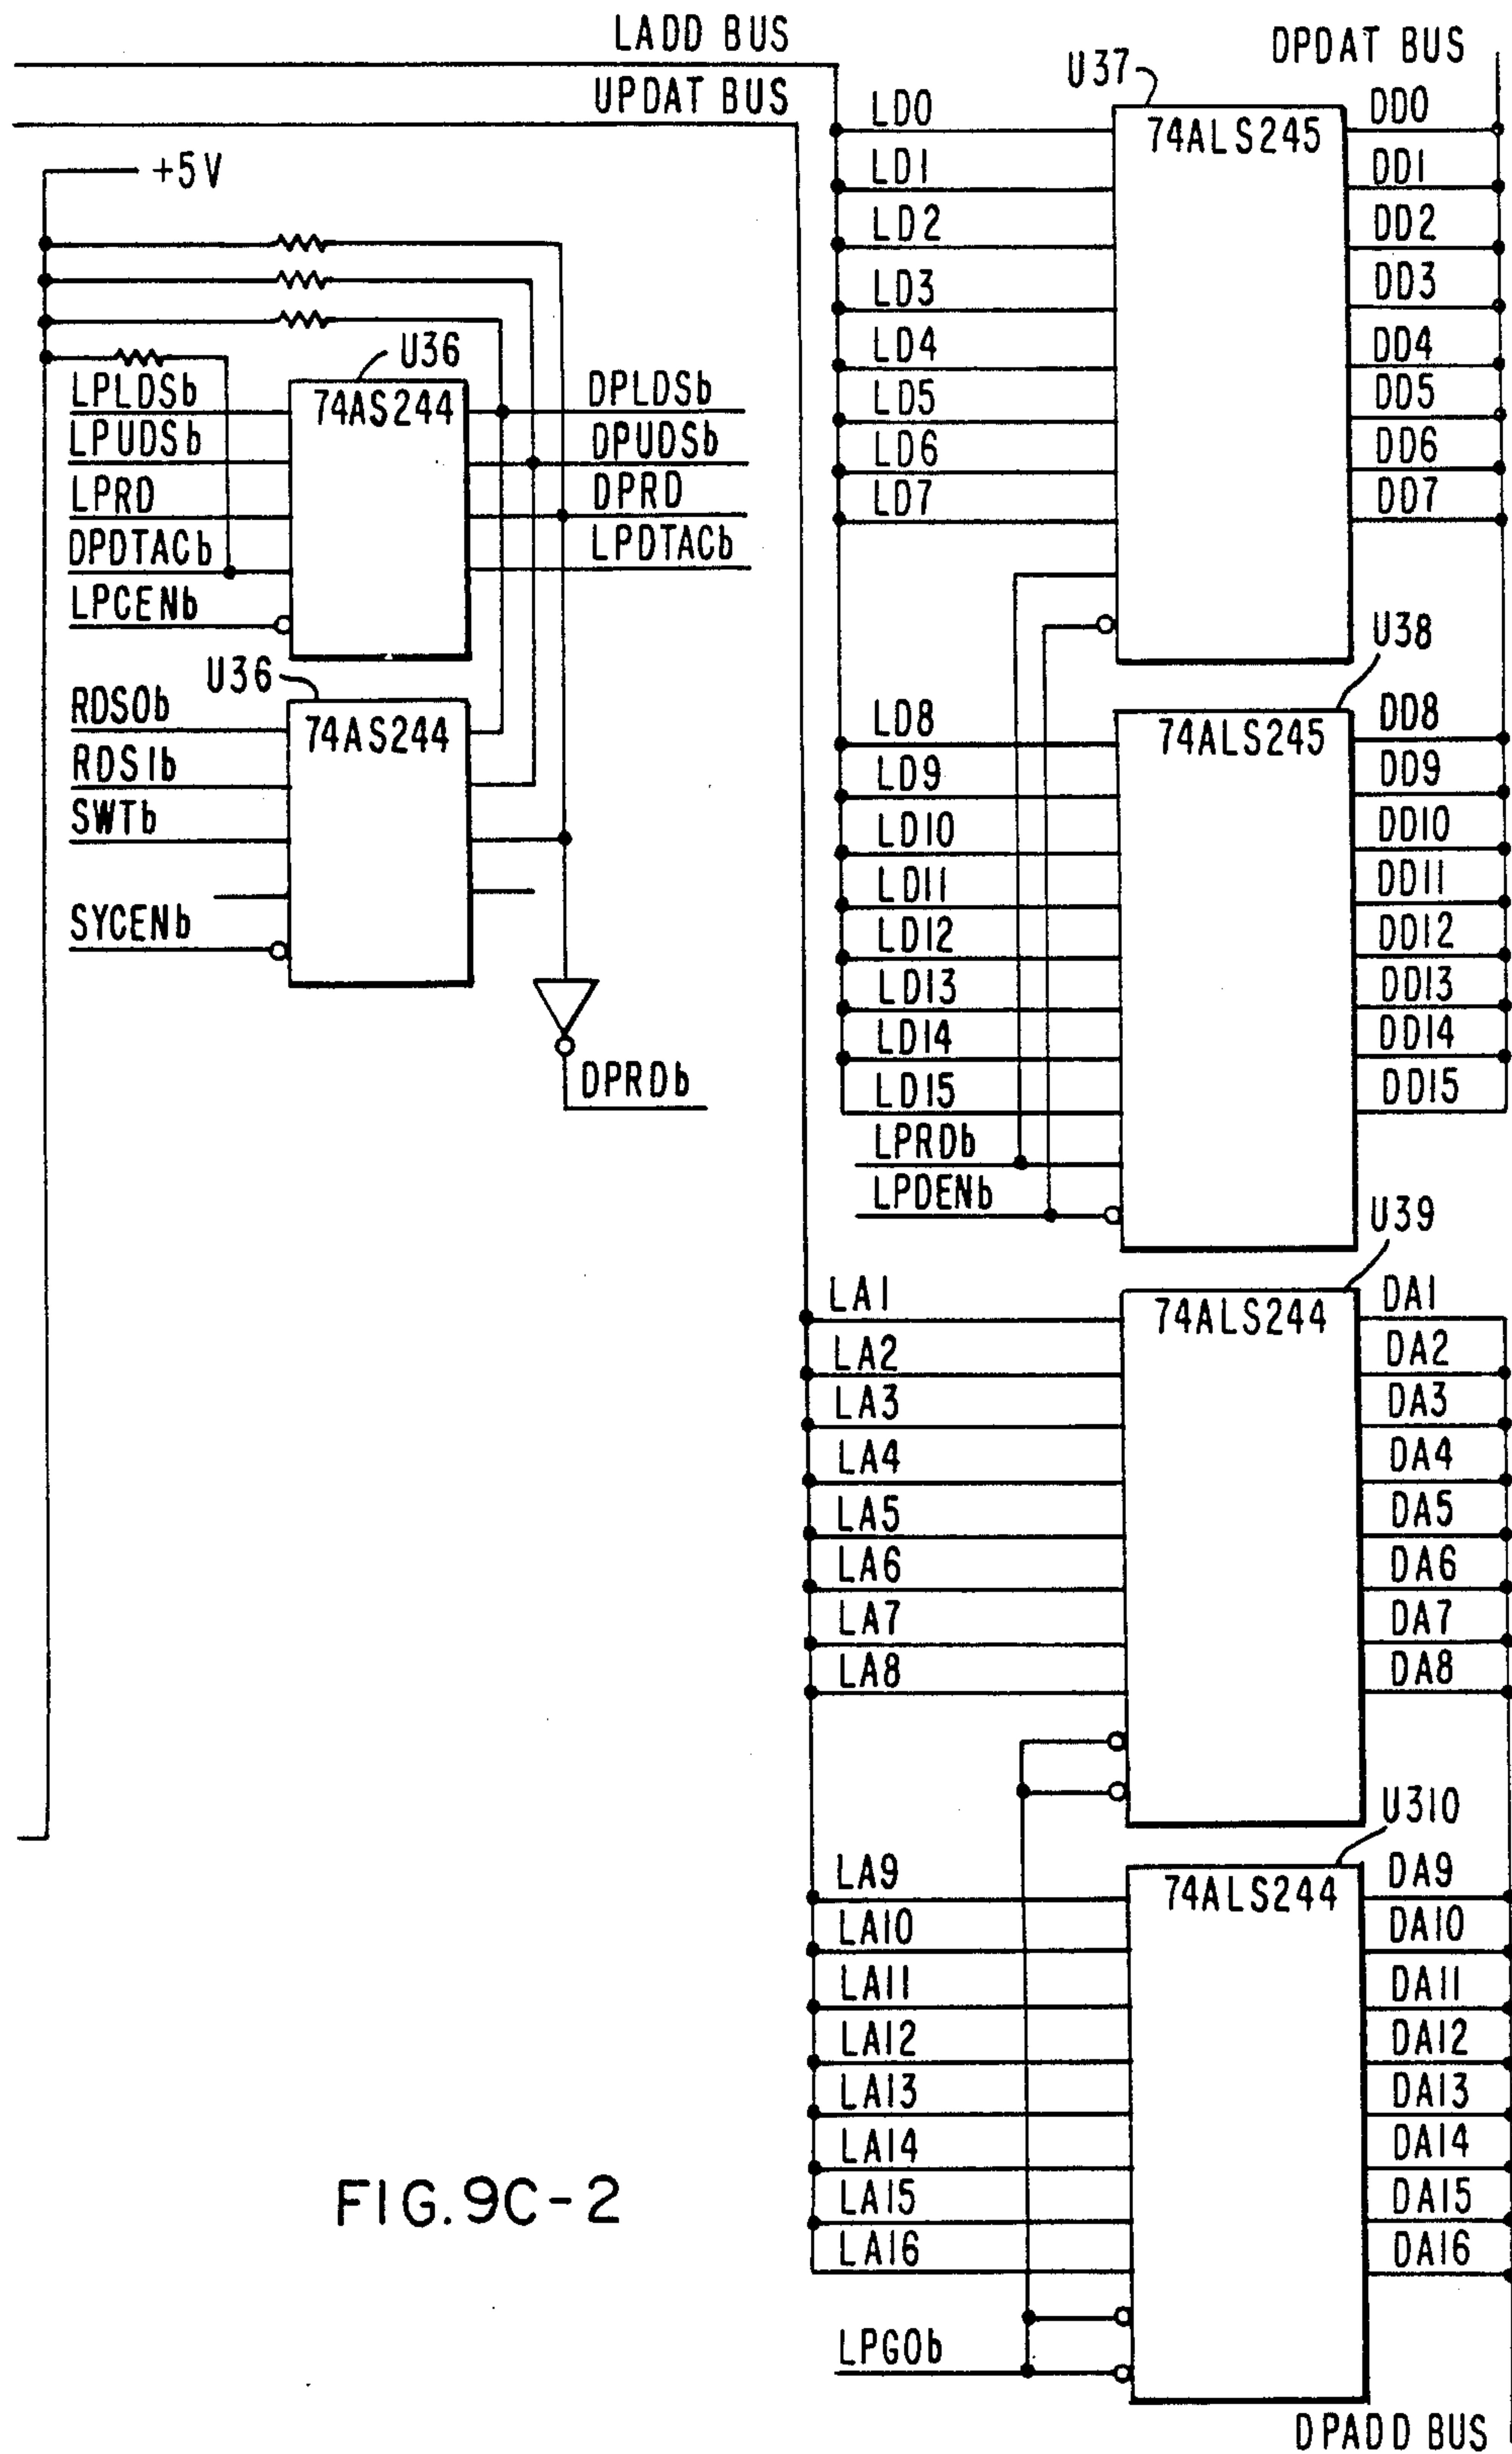 LADD BUS
UPDAT BUS
+5V
U36
LPLDSb
LPUDSb
LPRD
DPDTACb
LPCENb
74AS244
DPLDSb
DPUDSb
DPRD
LPDTACb
U36
RDS0b
RDS1b
SWTb
SYCENb
74AS244
DPRDb
DPDAT BUS
U37
74ALS245
LD0
LD1
LD2
LD3
LD4
LD5
LD6
LD7
DD0
DD1
DD2
DD3
DD4
DD5
DD6
DD7
U38
74ALS245
LD8
LD9
LD10
LD11
LD12
LD13
LD14
LD15
LPRDb
LPDENb
DD8
DD9
DD10
DD11
DD12
DD13
DD14
DD15
U39
74ALS244
LA1
LA2
LA3
LA4
LA5
LA6
LA7
LA8
DA1
DA2
DA3
DA4
DA5
DA6
DA7
DA8
U310
74ALS244
LA9
LA10
LA11
LA12
LA13
LA14
LA15
LA16
LPGOb
DA9
DA10
DA11
DA12
DA13
DA14
DA15
DA16
DPADD BUS
FIG.9C-2